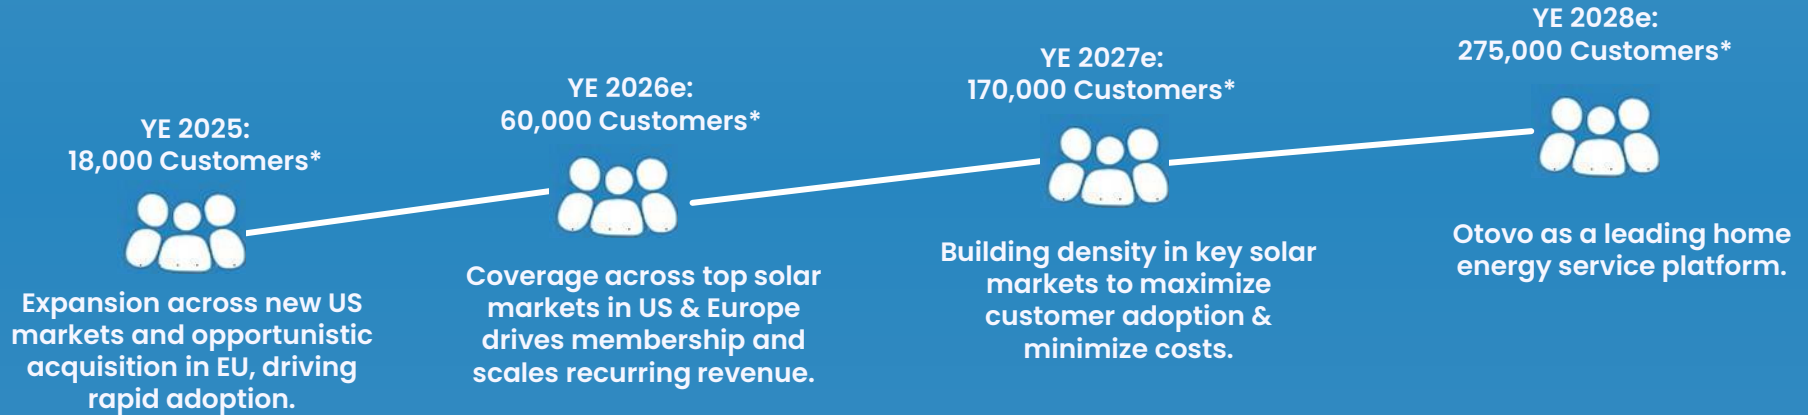 YE 2025:
18,000 Customers*
Expansion across new US
markets and opportunistic
acquisition in EU, driving
rapid adoption.
YE 2026e:
60,000 Customers*
Coverage across top solar
markets in US & Europe
drives membership and
scales recurring revenue.
YE 2027e:
170,000 Customers*
Building density in key solar
markets to maximize
customer adoption &
minimize costs.
YE 2028e:
275,000 Customers*
Otovo as a leading home
energy service platform.